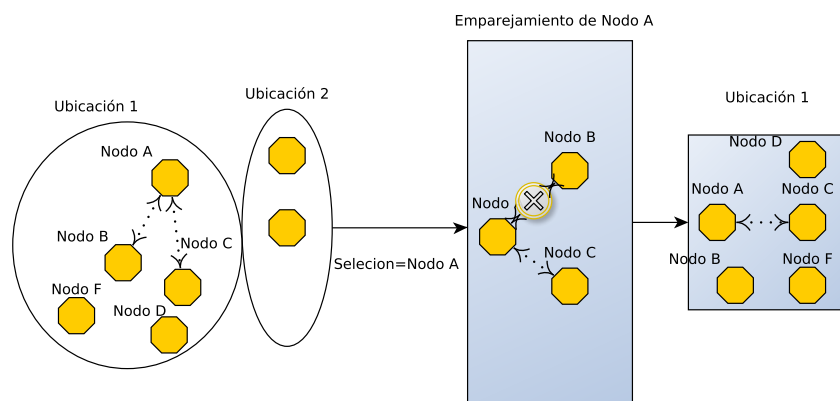 Emparejamiento de Nodo A
Ubicación 1
Ubicación 2
Ubicación 1
Nodo A
Nodo B
Nodo C
Nodo F
Nodo D
Selecion=Nodo A
Nodo B
Nodo
Nodo C
Nodo D
Nodo A
Nodo C
Nodo B
Nodo F